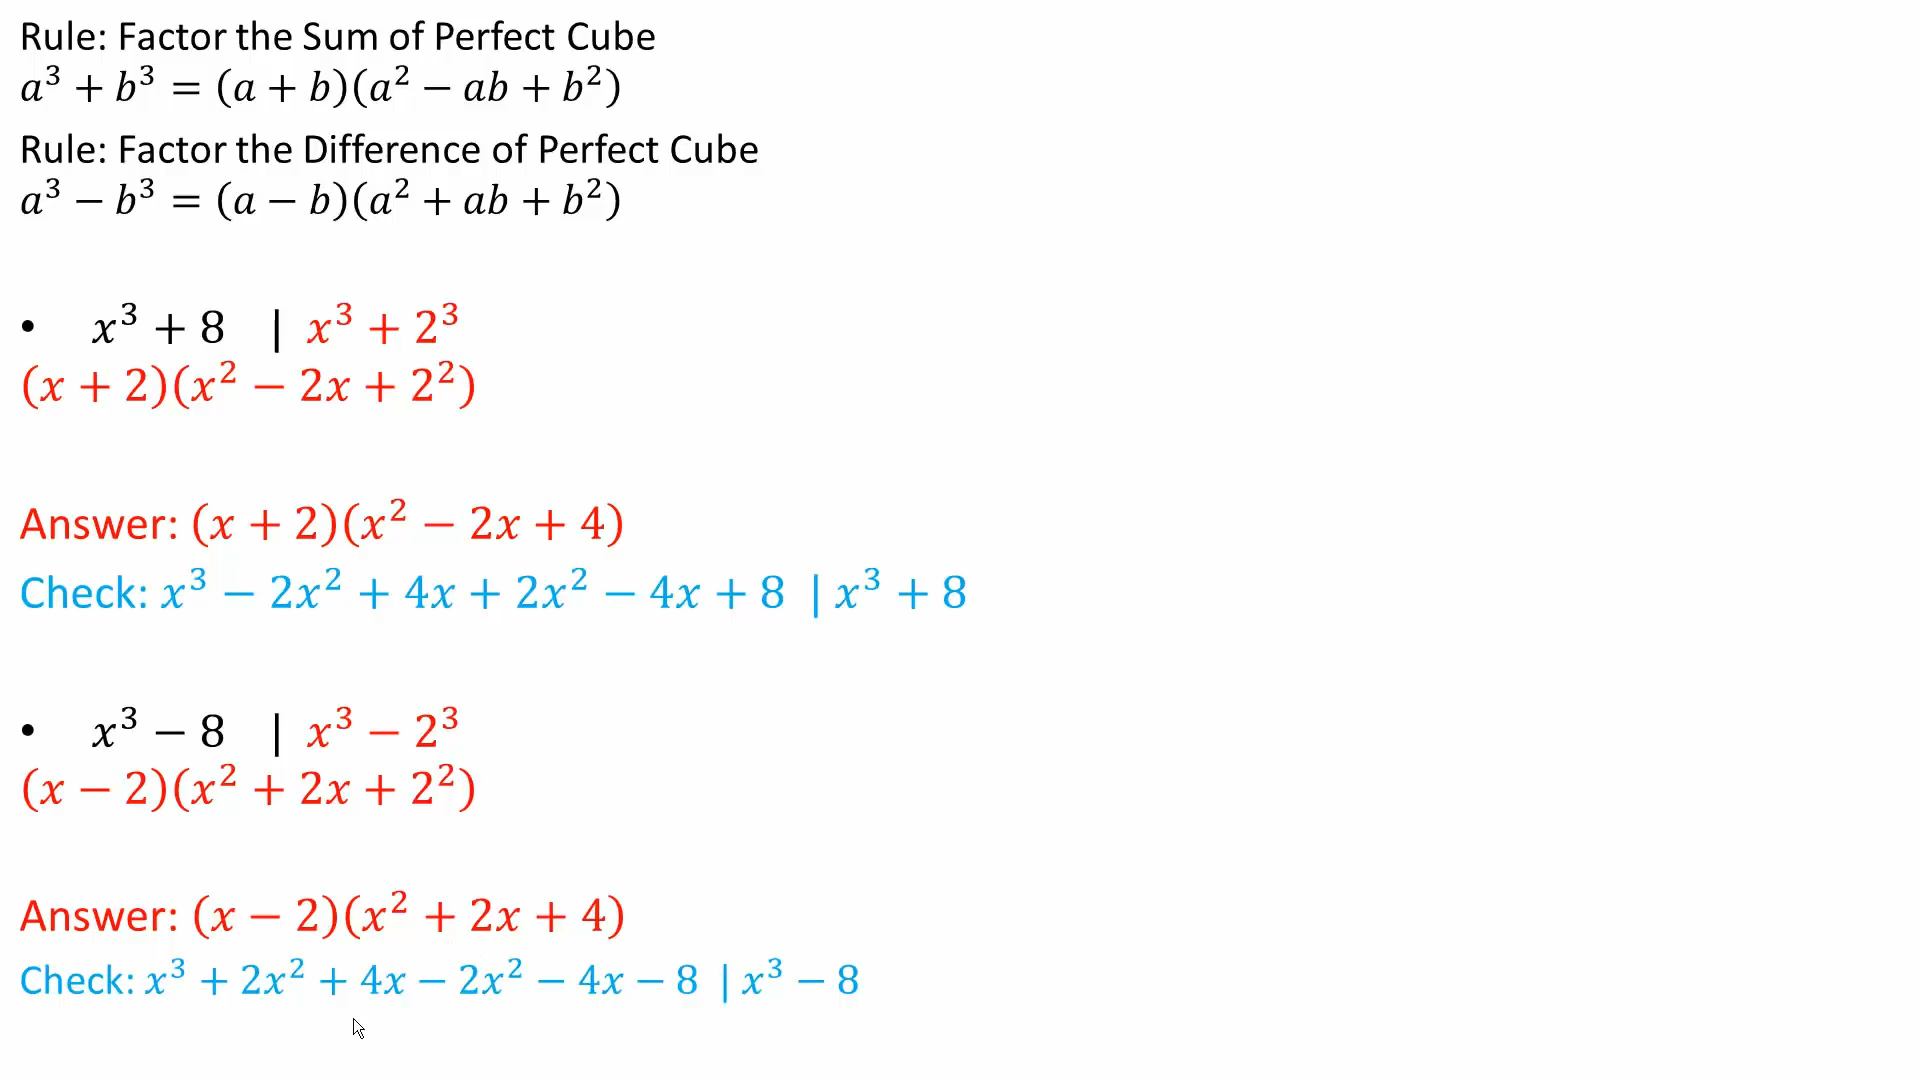 Rule: Factor the Sum of Perfect Cube
a³ + b³ = (a + b)(a² − ab + b²)
Rule: Factor the Difference of Perfect Cube
a³ − b³ = (a − b)(a² + ab + b²)
• x³ + 8 | x³ + 2³
(x + 2)(x² − 2x + 2²)
Answer: (x + 2)(x² − 2x + 4)
Check: x³ − 2x² + 4x + 2x² − 4x + 8 | x³ + 8
• x³ − 8 | x³ − 2³
(x − 2)(x² + 2x + 2²)
Answer: (x − 2)(x² + 2x + 4)
Check: x³ + 2x² + 4x − 2x² − 4x − 8 | x³ − 8